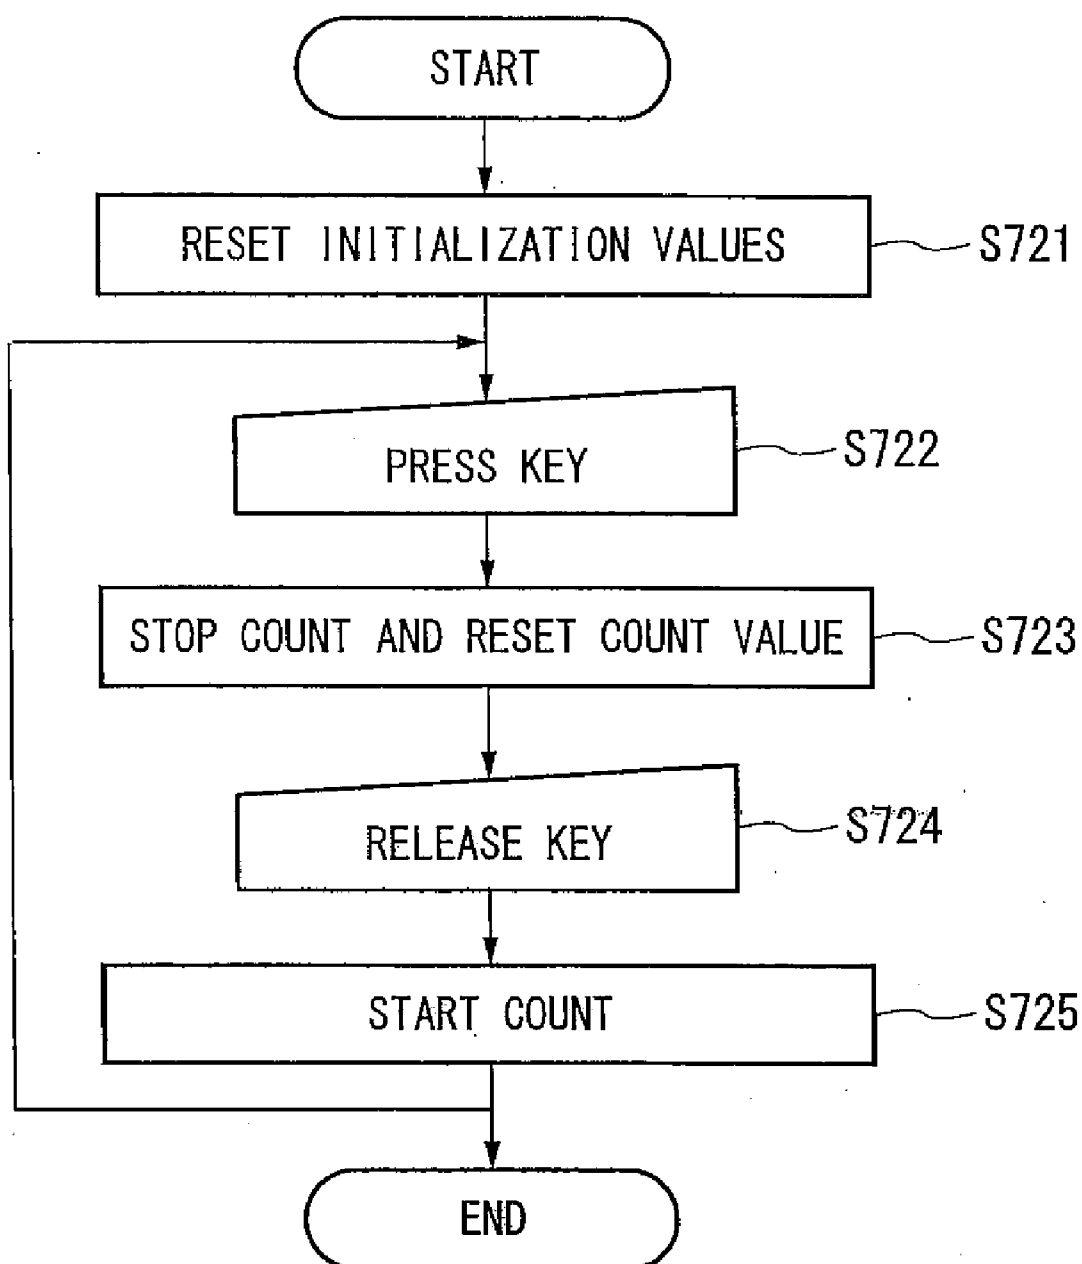 START
RESET INITIALIZATION VALUES
S721
PRESS KEY
S722
STOP COUNT AND RESET COUNT VALUE
S723
RELEASE KEY
S724
START COUNT
S725
END